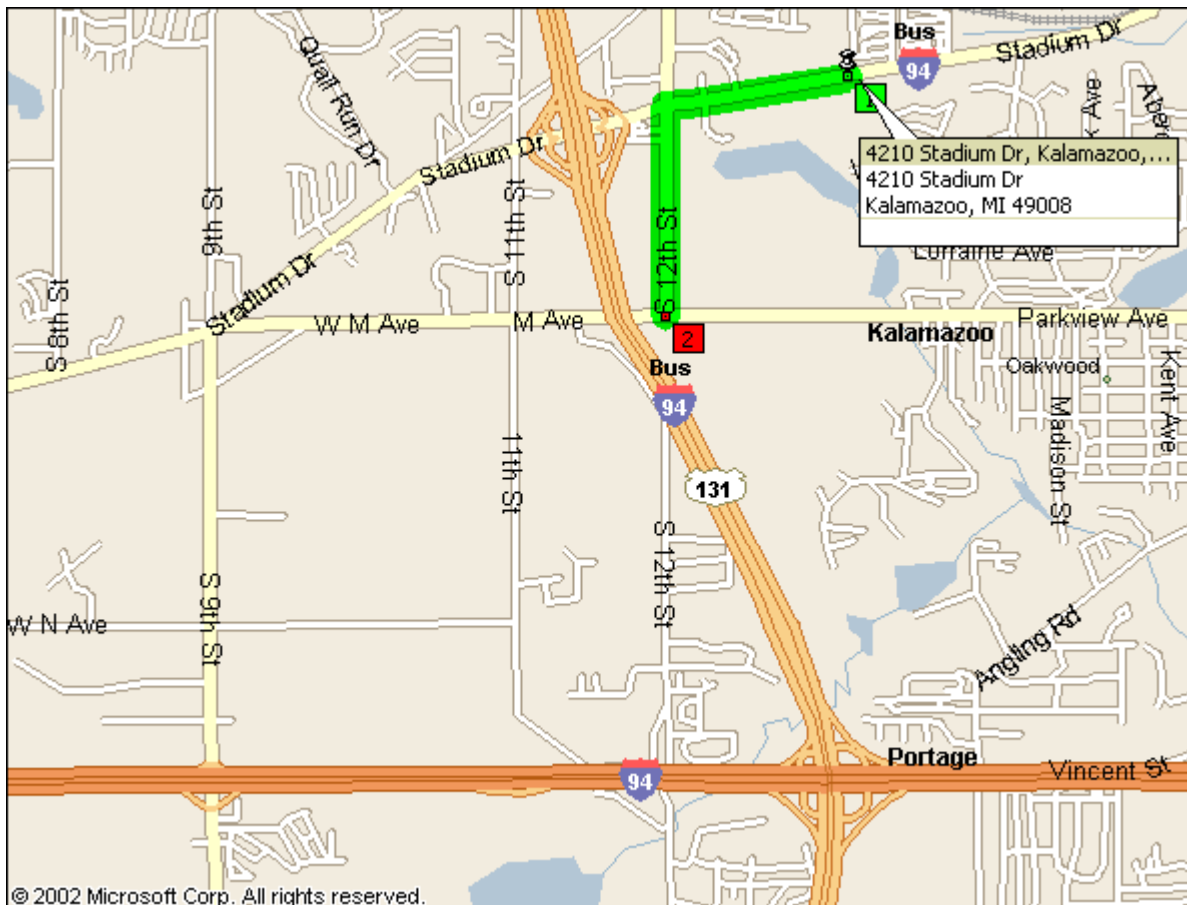 Bus
94
Stadium Dr
Quail Run Dr
1
Stadium Dr
4210 Stadium Dr, Kalamazoo,...
4210 Stadium Dr
Kalamazoo, MI 49008
9th St
S 11th St
S 12th St
Lorraine Ave
Stadium Dr
S 8th St
W M Ave
M Ave
Parkview Ave
2
Kalamazoo
Bus
94
Oakwood
Kent Ave
Madison St
11th St
131
S 12th St
S 9th St
W N Ave
Angling Rd
Portage
94
Vincent St
© 2002 Microsoft Corp. All rights reserved.